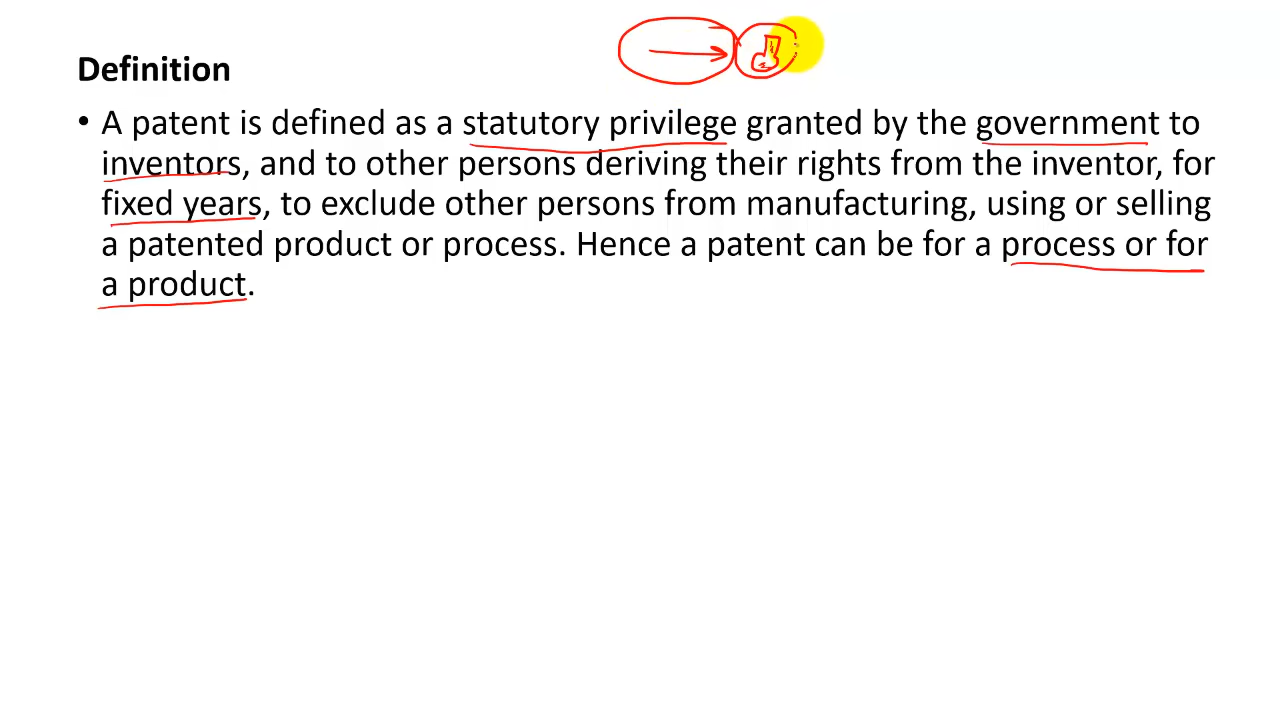 Definition
• A patent is defined as a statutory privilege granted by the government to
inventors, and to other persons deriving their rights from the inventor, for
fixed years, to exclude other persons from manufacturing, using or selling
a patented product or process. Hence a patent can be for a process or for
a product.